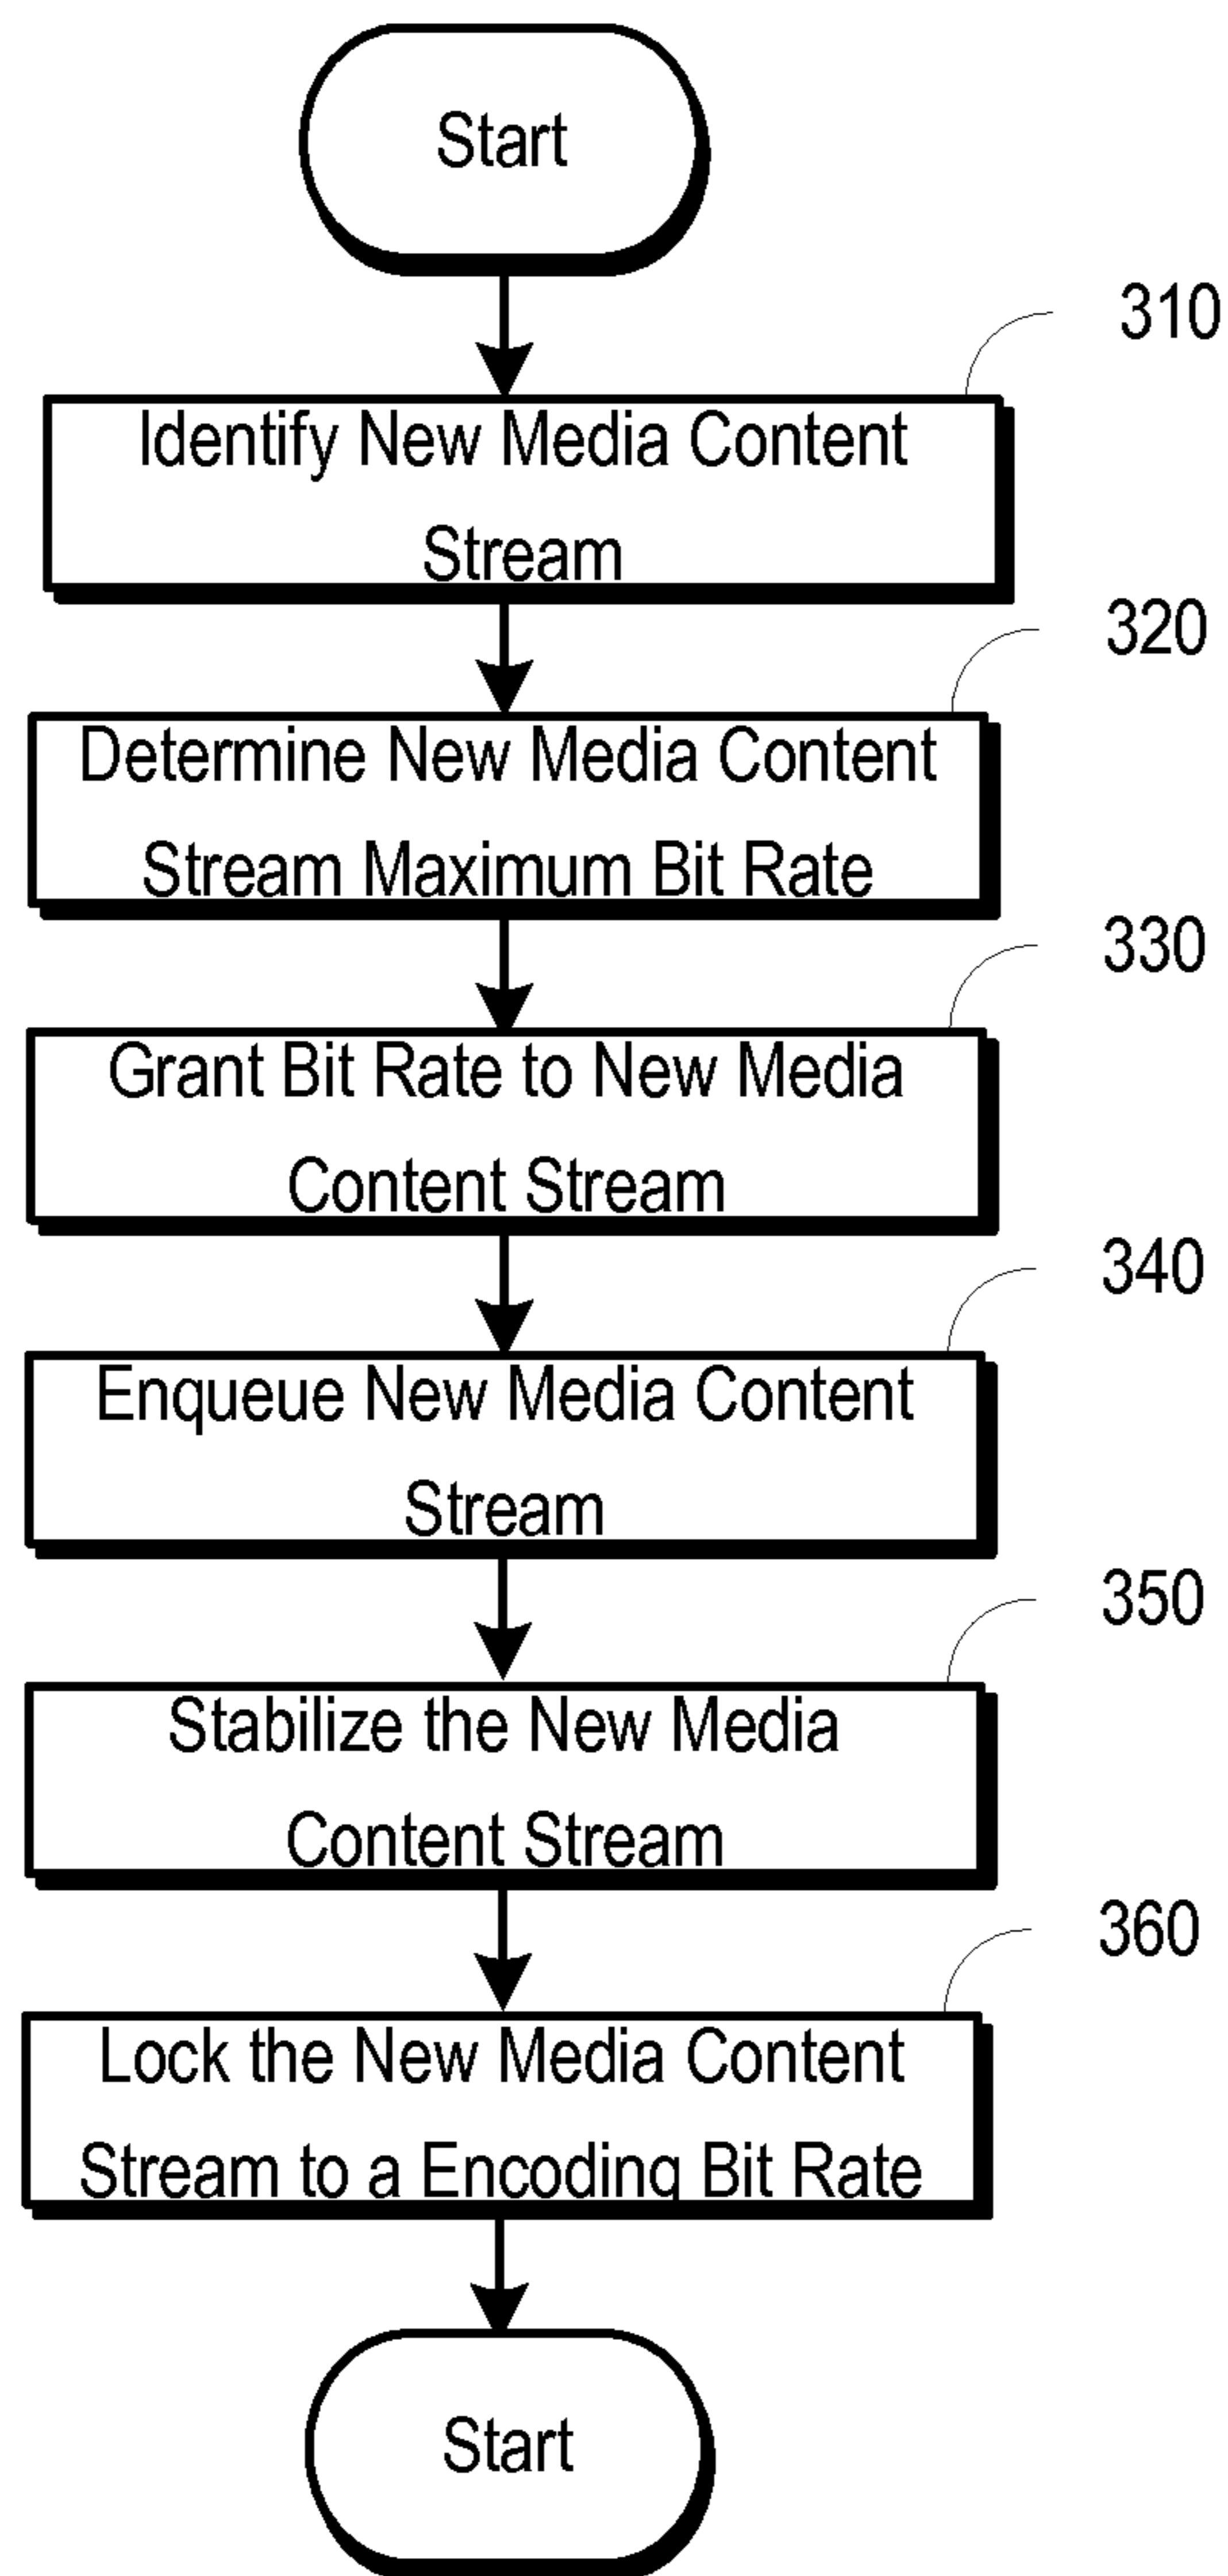 Start
310
Identify New Media Content
Stream
320
Determine New Media Content
Stream Maximum Bit Rate
330
Grant Bit Rate to New Media
Content Stream
340
Enqueue New Media Content
Stream
350
Stabilize the New Media
Content Stream
360
Lock the New Media Content
Stream to a Encoding Bit Rate
Start